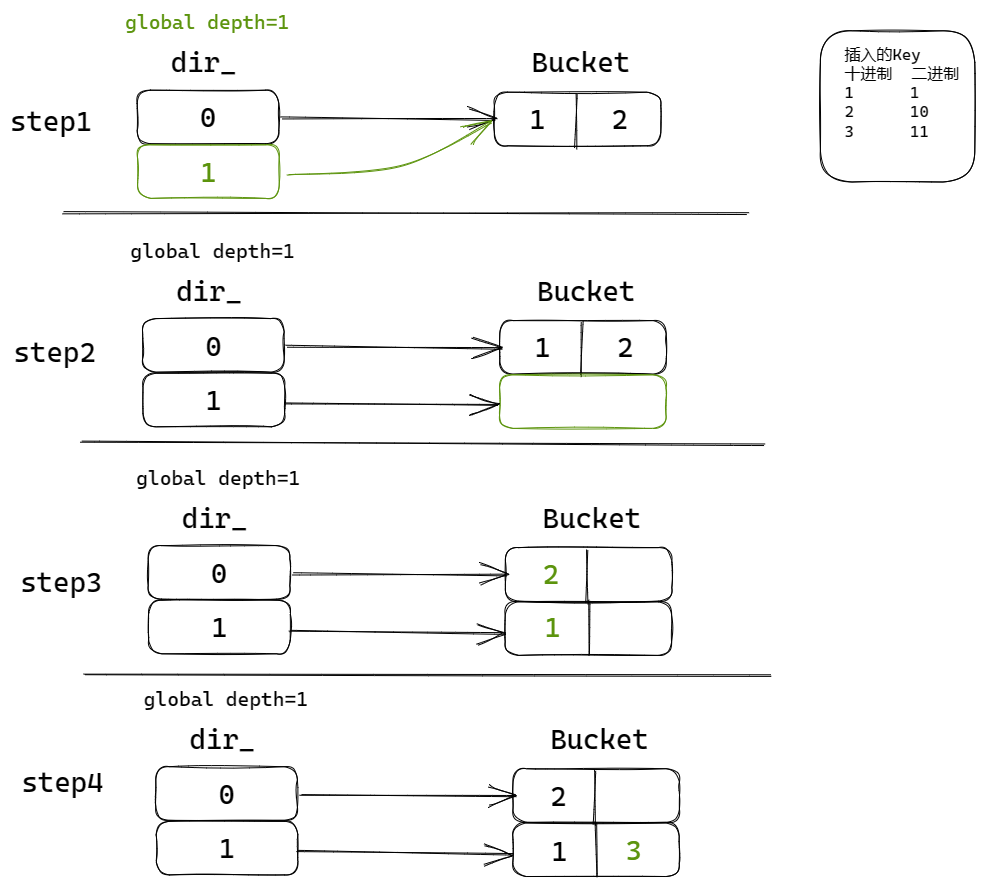 global depth=1
dir_ Bucket
step1
0
1
1 2
插入的Key
十进制 二进制
1 1
2 10
3 11
global depth=1
dir_ Bucket
step2
0
1
1 2
global depth=1
dir_ Bucket
step3
0
1
2
1
global depth=1
dir_ Bucket
step4
0
1
2
1 3